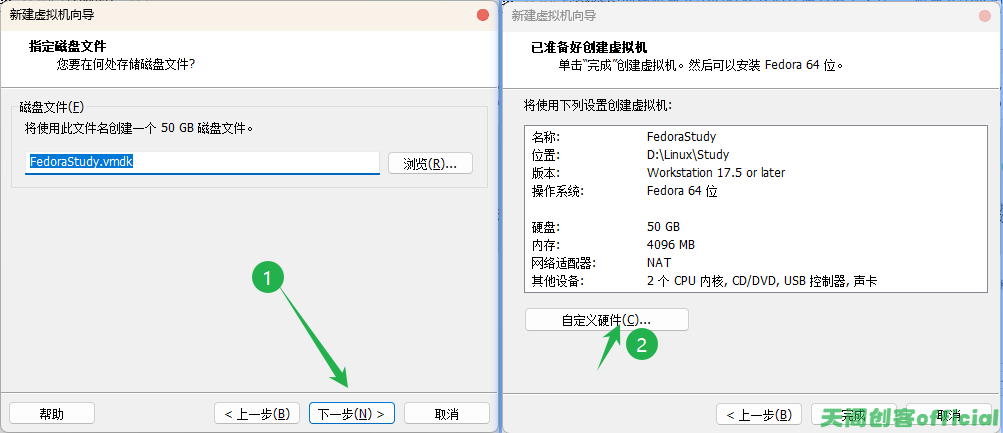 新建虚拟机向导
指定磁盘文件
您要在何处存储磁盘文件?
磁盘文件(F)
将使用此文件名创建一个 50 GB 磁盘文件。
FedoraStudy.vmdk
浏览(R)...
1
帮助
< 上一步(B)
下一步(N) >
取消
新建虚拟机向导
已准备好创建虚拟机
单击“完成”创建虚拟机。然后可以安装 Fedora 64 位。
将使用下列设置创建虚拟机:
名称: FedoraStudy
位置: D:\Linux\Study
版本: Workstation 17.5 or later
操作系统: Fedora 64 位
硬盘: 50 GB
内存: 4096 MB
网络适配器: NAT
其他设备: 2 个 CPU 内核, CD/DVD, USB 控制器, 声卡
自定义硬件(C)...
2
< 上一步(B)
完成
取消
天网创客official